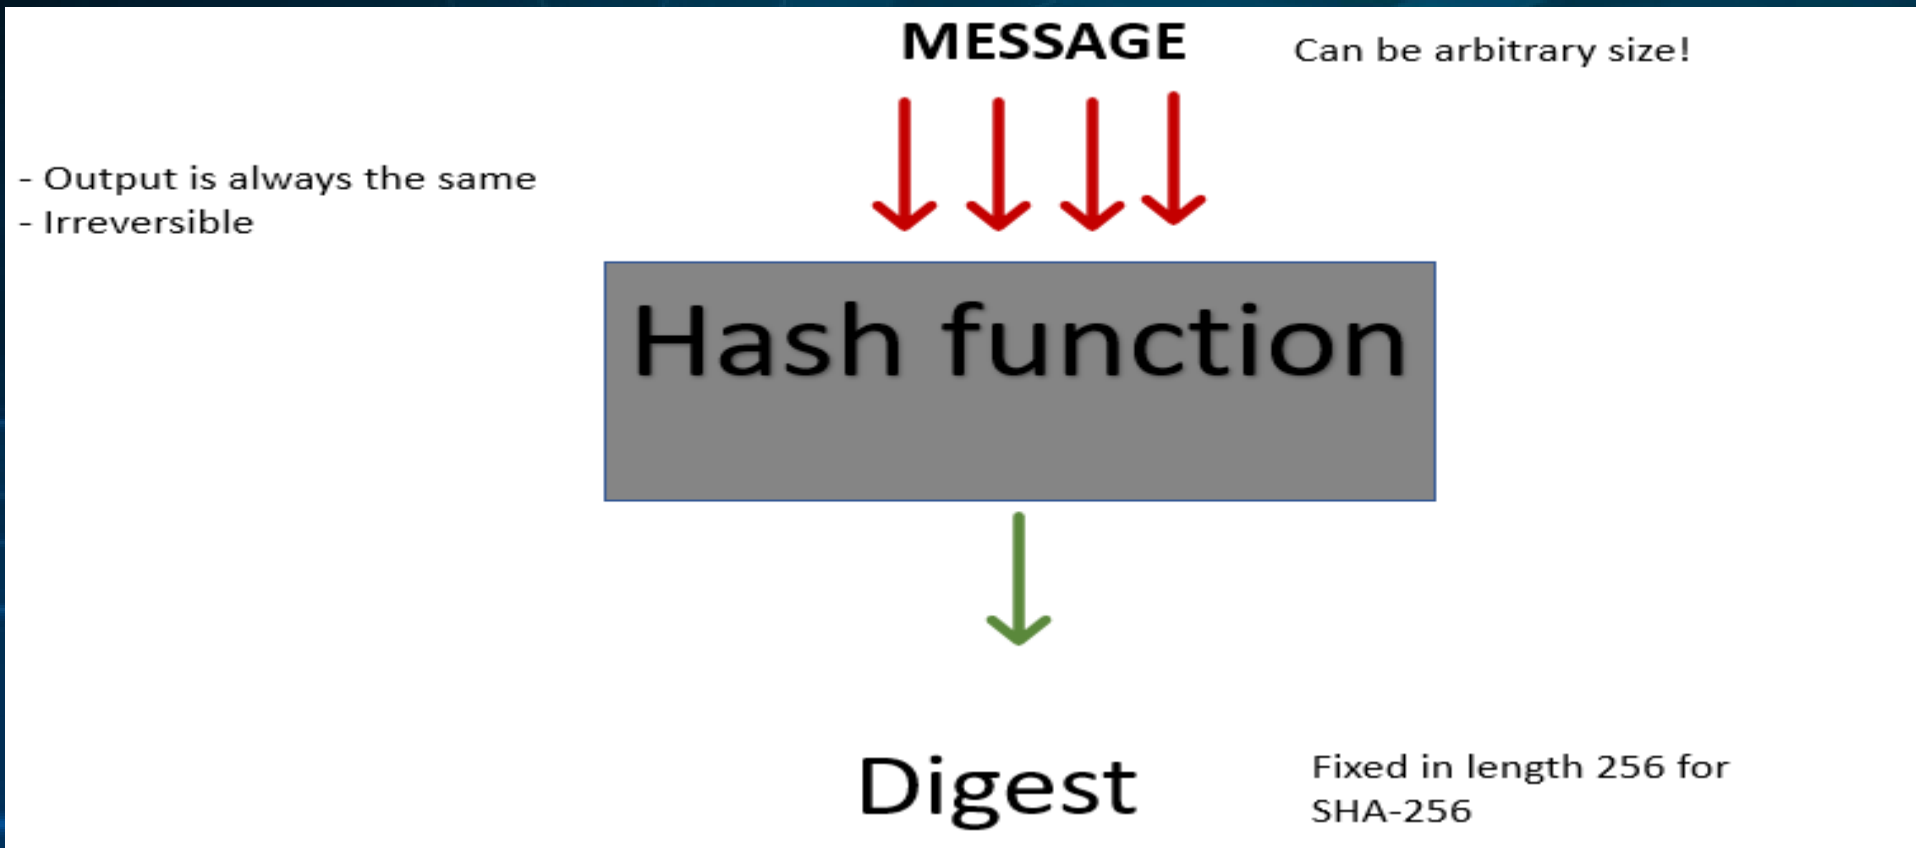 MESSAGE
Can be arbitrary size!
- Output is always the same
- Irreversible
Hash function
Digest
Fixed in length 256 for
SHA-256